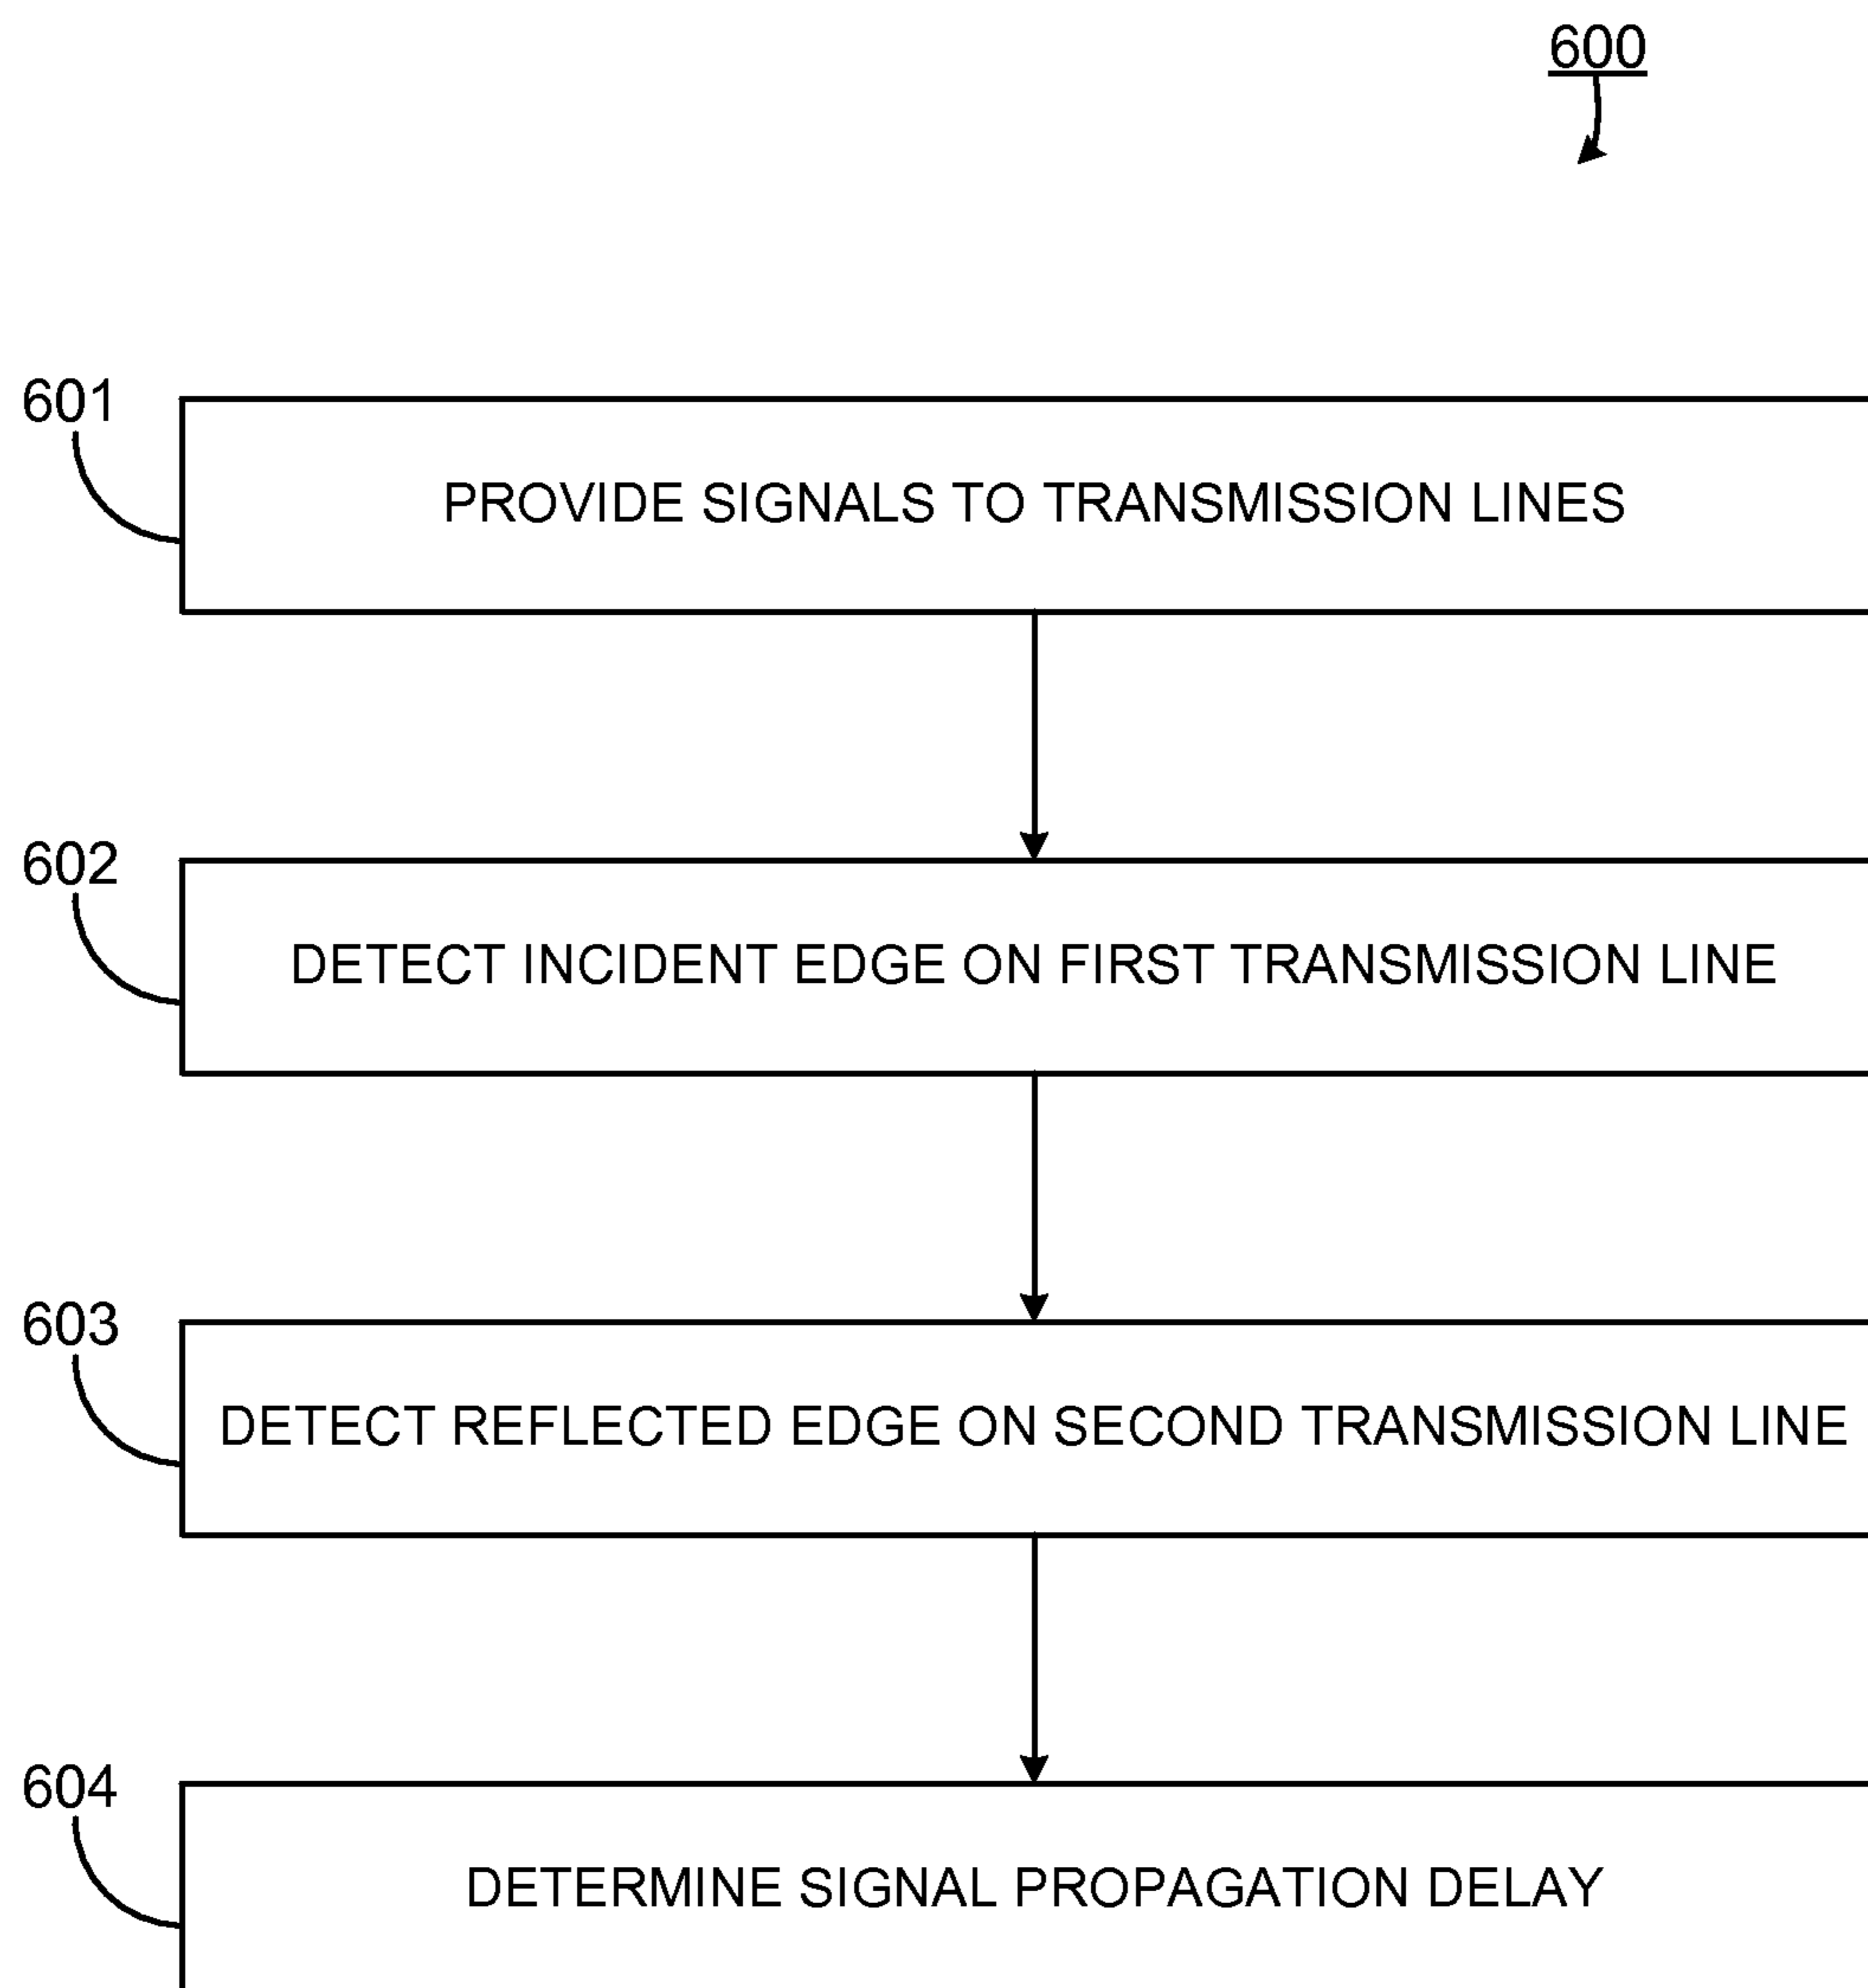 600
601
PROVIDE SIGNALS TO TRANSMISSION LINES
602
DETECT INCIDENT EDGE ON FIRST TRANSMISSION LINE
603
DETECT REFLECTED EDGE ON SECOND TRANSMISSION LINE
604
DETERMINE SIGNAL PROPAGATION DELAY